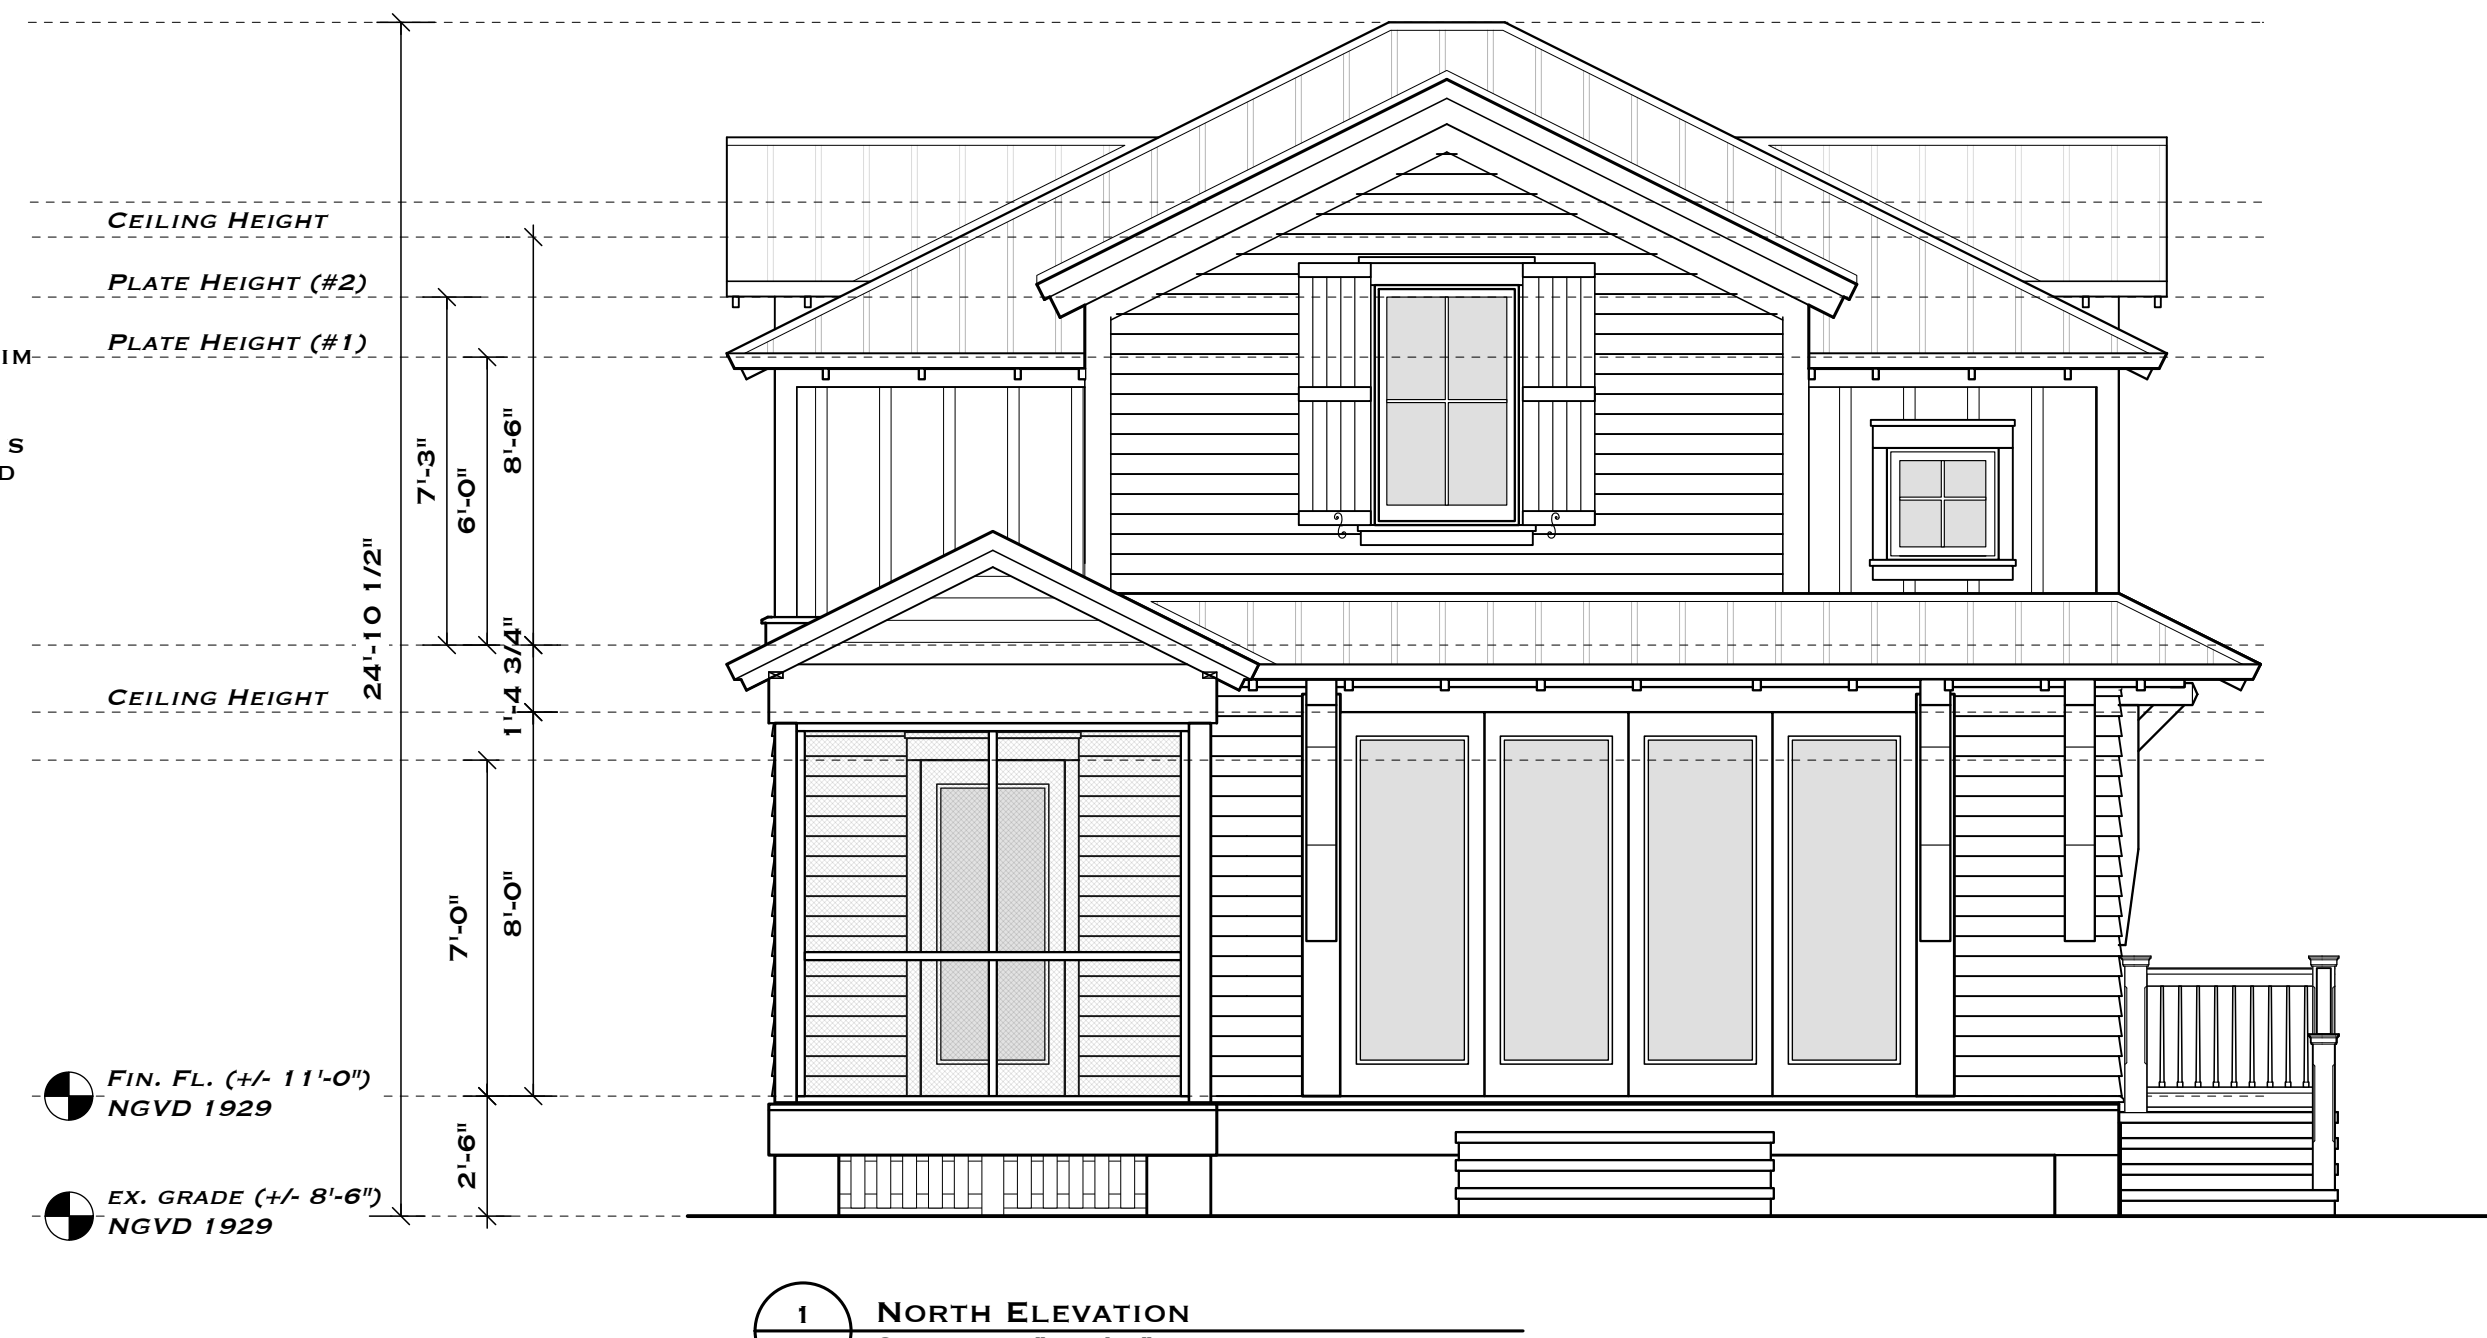 CEILING HEIGHT
PLATE HEIGHT (#2)
PLATE HEIGHT (#1)
IM
S
D
8'-6"
7'-3"
6'-0"
24'-10 1/2"
1'-4 3/4"
CEILING HEIGHT
7'-0"
8'-0"
FIN. FL. (+/- 11'-0")
NGVD 1929
2'-6"
EX. GRADE (+/- 8'-6")
NGVD 1929
1
NORTH ELEVATION